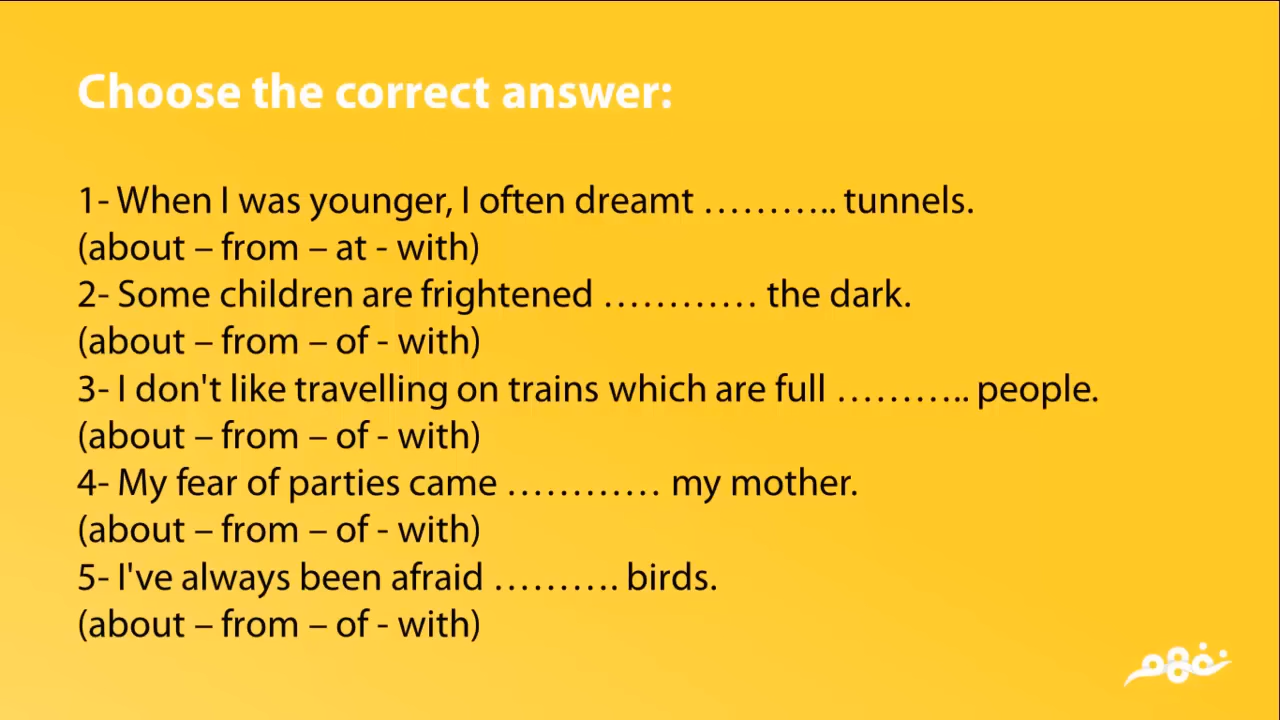 Choose the correct answer:
1- When I was younger, I often dreamt ……….. tunnels.
(about – from – at - with)
2- Some children are frightened ………… the dark.
(about – from – of - with)
3- I don't like travelling on trains which are full ……….. people.
(about – from – of - with)
4- My fear of parties came ………… my mother.
(about – from – of - with)
5- I've always been afraid ………. birds.
(about – from – of - with)
نفهم